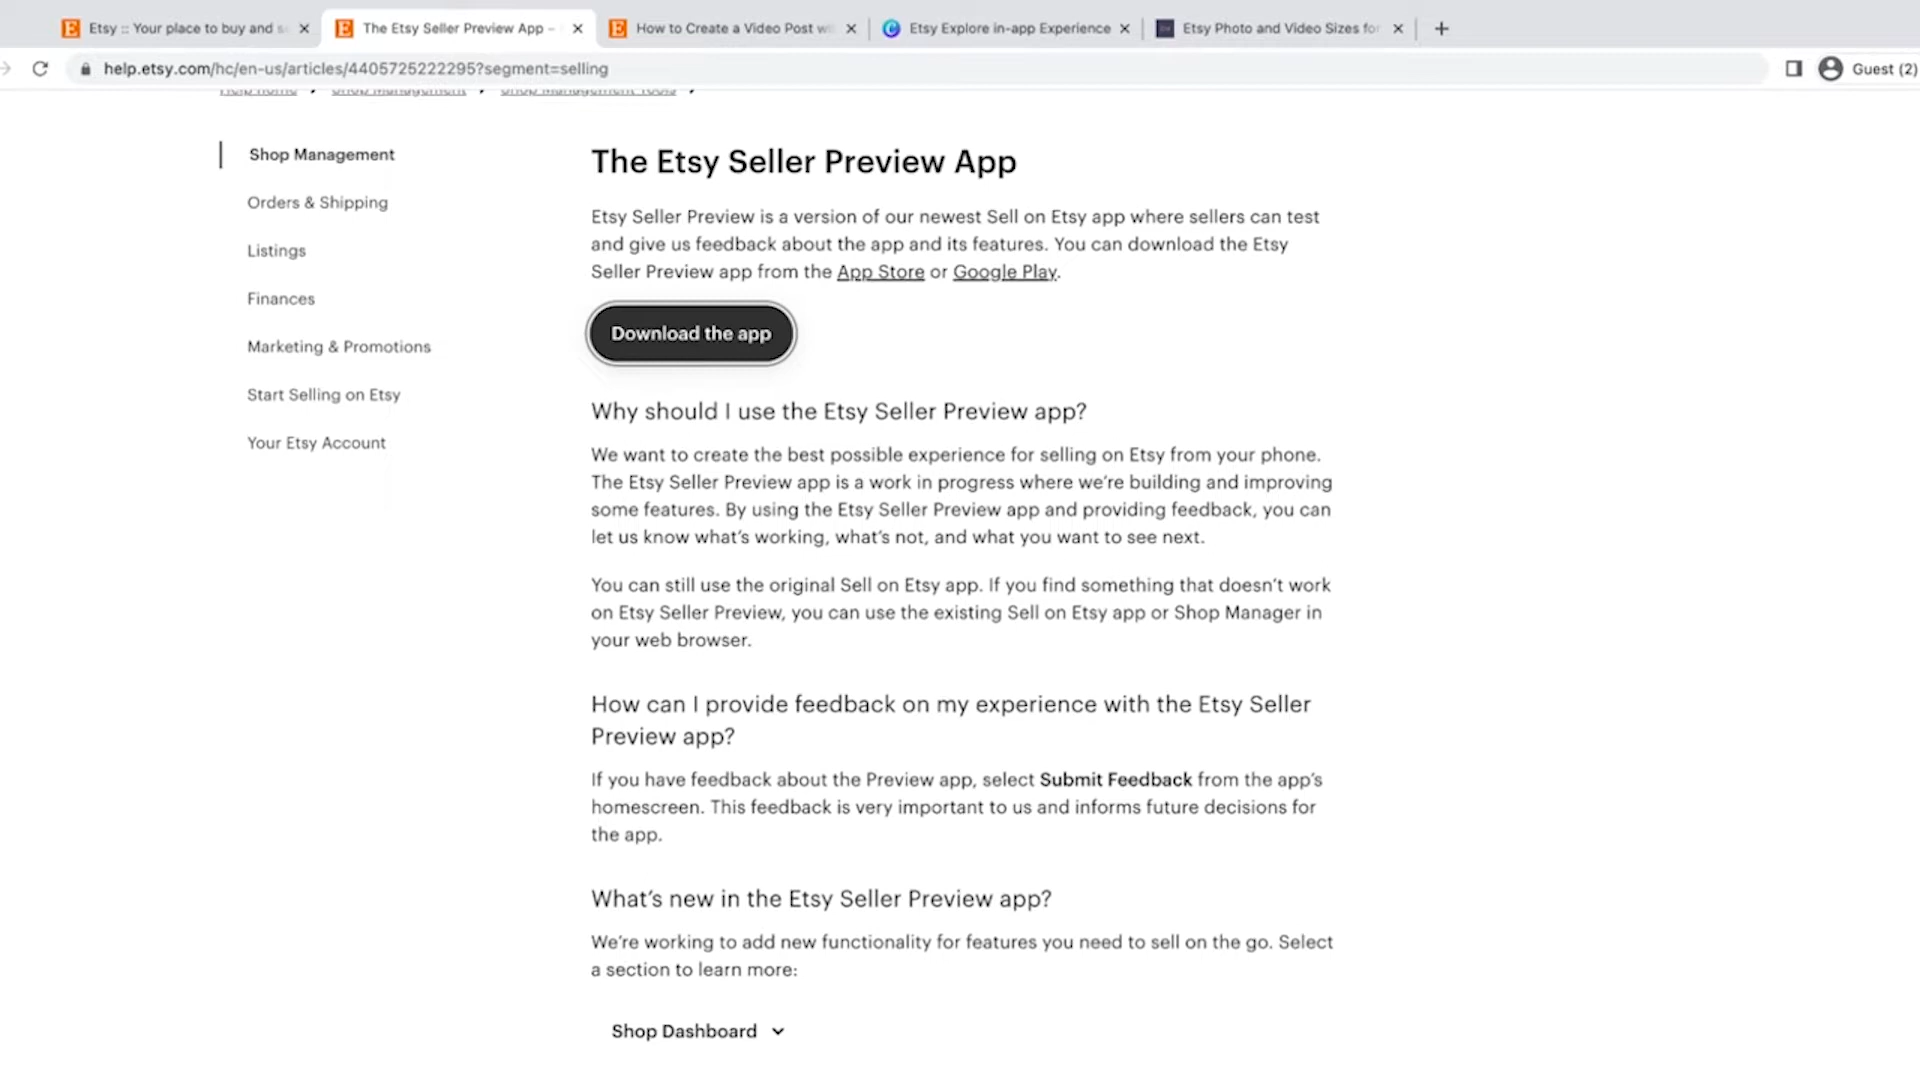 Etsy :: Your place to buy and s
The Etsy Seller Preview App –
How to Create a Video Post wi
Etsy Explore in-app Experience
Etsy Photo and Video Sizes for
help.etsy.com/hc/en-us/articles/4405725222295?segment=selling
Guest (2)
Help home
Shop Management
Shop Management Tools
Shop Management
Orders & Shipping
Listings
Finances
Marketing & Promotions
Start Selling on Etsy
Your Etsy Account
The Etsy Seller Preview App
Etsy Seller Preview is a version of our newest Sell on Etsy app where sellers can test
and give us feedback about the app and its features. You can download the Etsy
Seller Preview app from the App Store or Google Play.
Download the app
Why should I use the Etsy Seller Preview app?
We want to create the best possible experience for selling on Etsy from your phone.
The Etsy Seller Preview app is a work in progress where we’re building and improving
some features. By using the Etsy Seller Preview app and providing feedback, you can
let us know what’s working, what’s not, and what you want to see next.
You can still use the original Sell on Etsy app. If you find something that doesn’t work
on Etsy Seller Preview, you can use the existing Sell on Etsy app or Shop Manager in
your web browser.
How can I provide feedback on my experience with the Etsy Seller
Preview app?
If you have feedback about the Preview app, select Submit Feedback from the app’s
homescreen. This feedback is very important to us and informs future decisions for
the app.
What’s new in the Etsy Seller Preview app?
We’re working to add new functionality for features you need to sell on the go. Select
a section to learn more:
Shop Dashboard